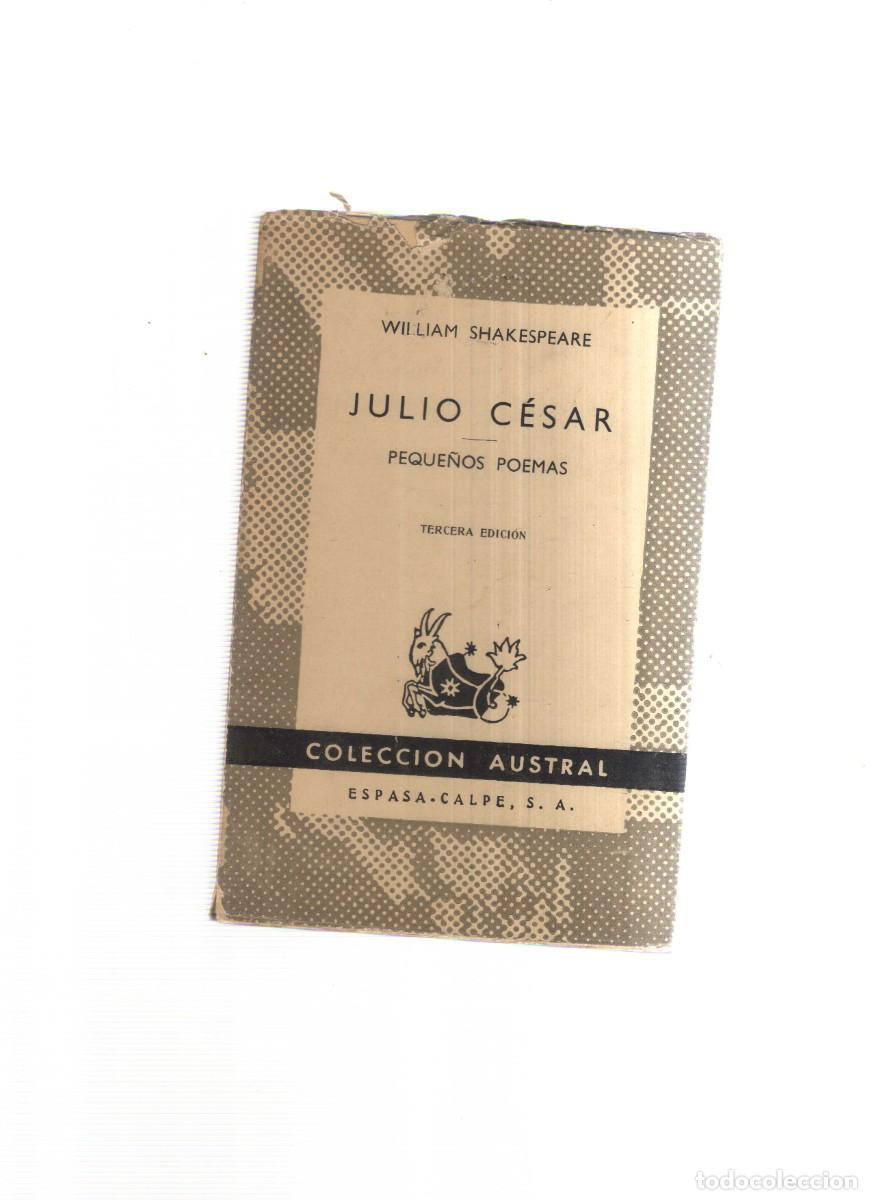 WILLIAM SHAKESPEARE
JULIO CÉSAR
PEQUEÑOS POEMAS
TERCERA EDICIÓN
COLECCION AUSTRAL
ESPASA-CALPE, S. A.
todocoleccion